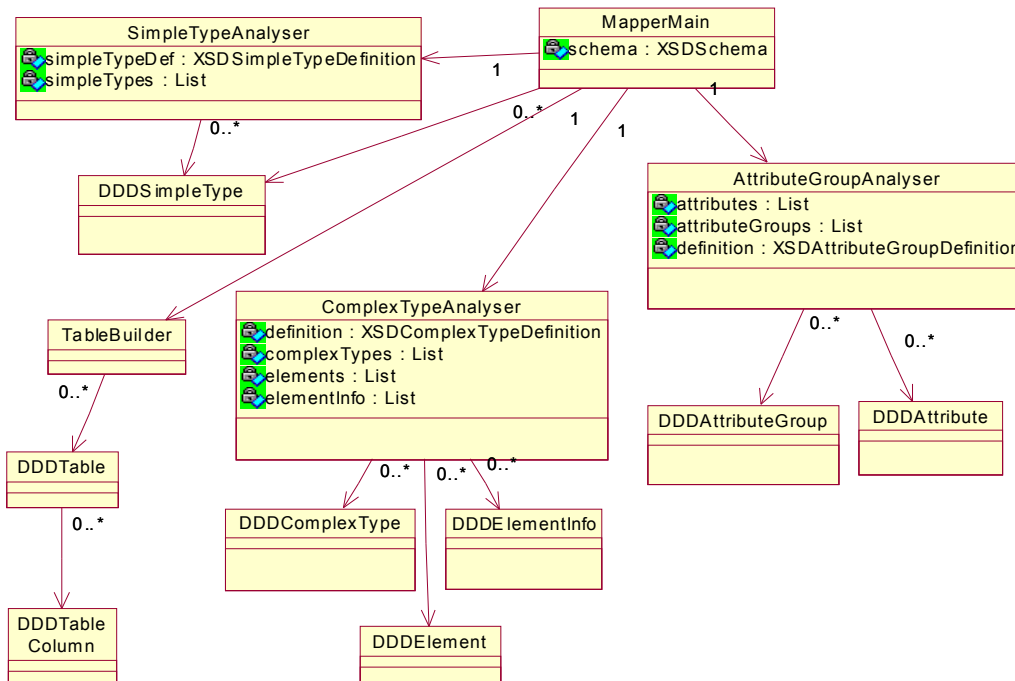 SimpleTypeAnalyser
simpleTypeDef : XSDSimpleTypeDefinition
simpleTypes : List
MapperMain
schema : XSDSchema
1
0..*
0..*
1
1
1
DDDSimpleType
AttributeGroupAnalyser
attributes : List
attributeGroups : List
definition : XSDAttributeGroupDefinition
TableBuilder
0..*
ComplexTypeAnalyser
definition : XSDComplexTypeDefinition
complexTypes : List
elements : List
elementInfo : List
0..*
0..*
DDDAttributeGroup
DDDAttribute
DDDTable
0..*
0..*
0..*
0..*
DDDComplexType
DDDElementInfo
DDDTable
Column
DDDElement